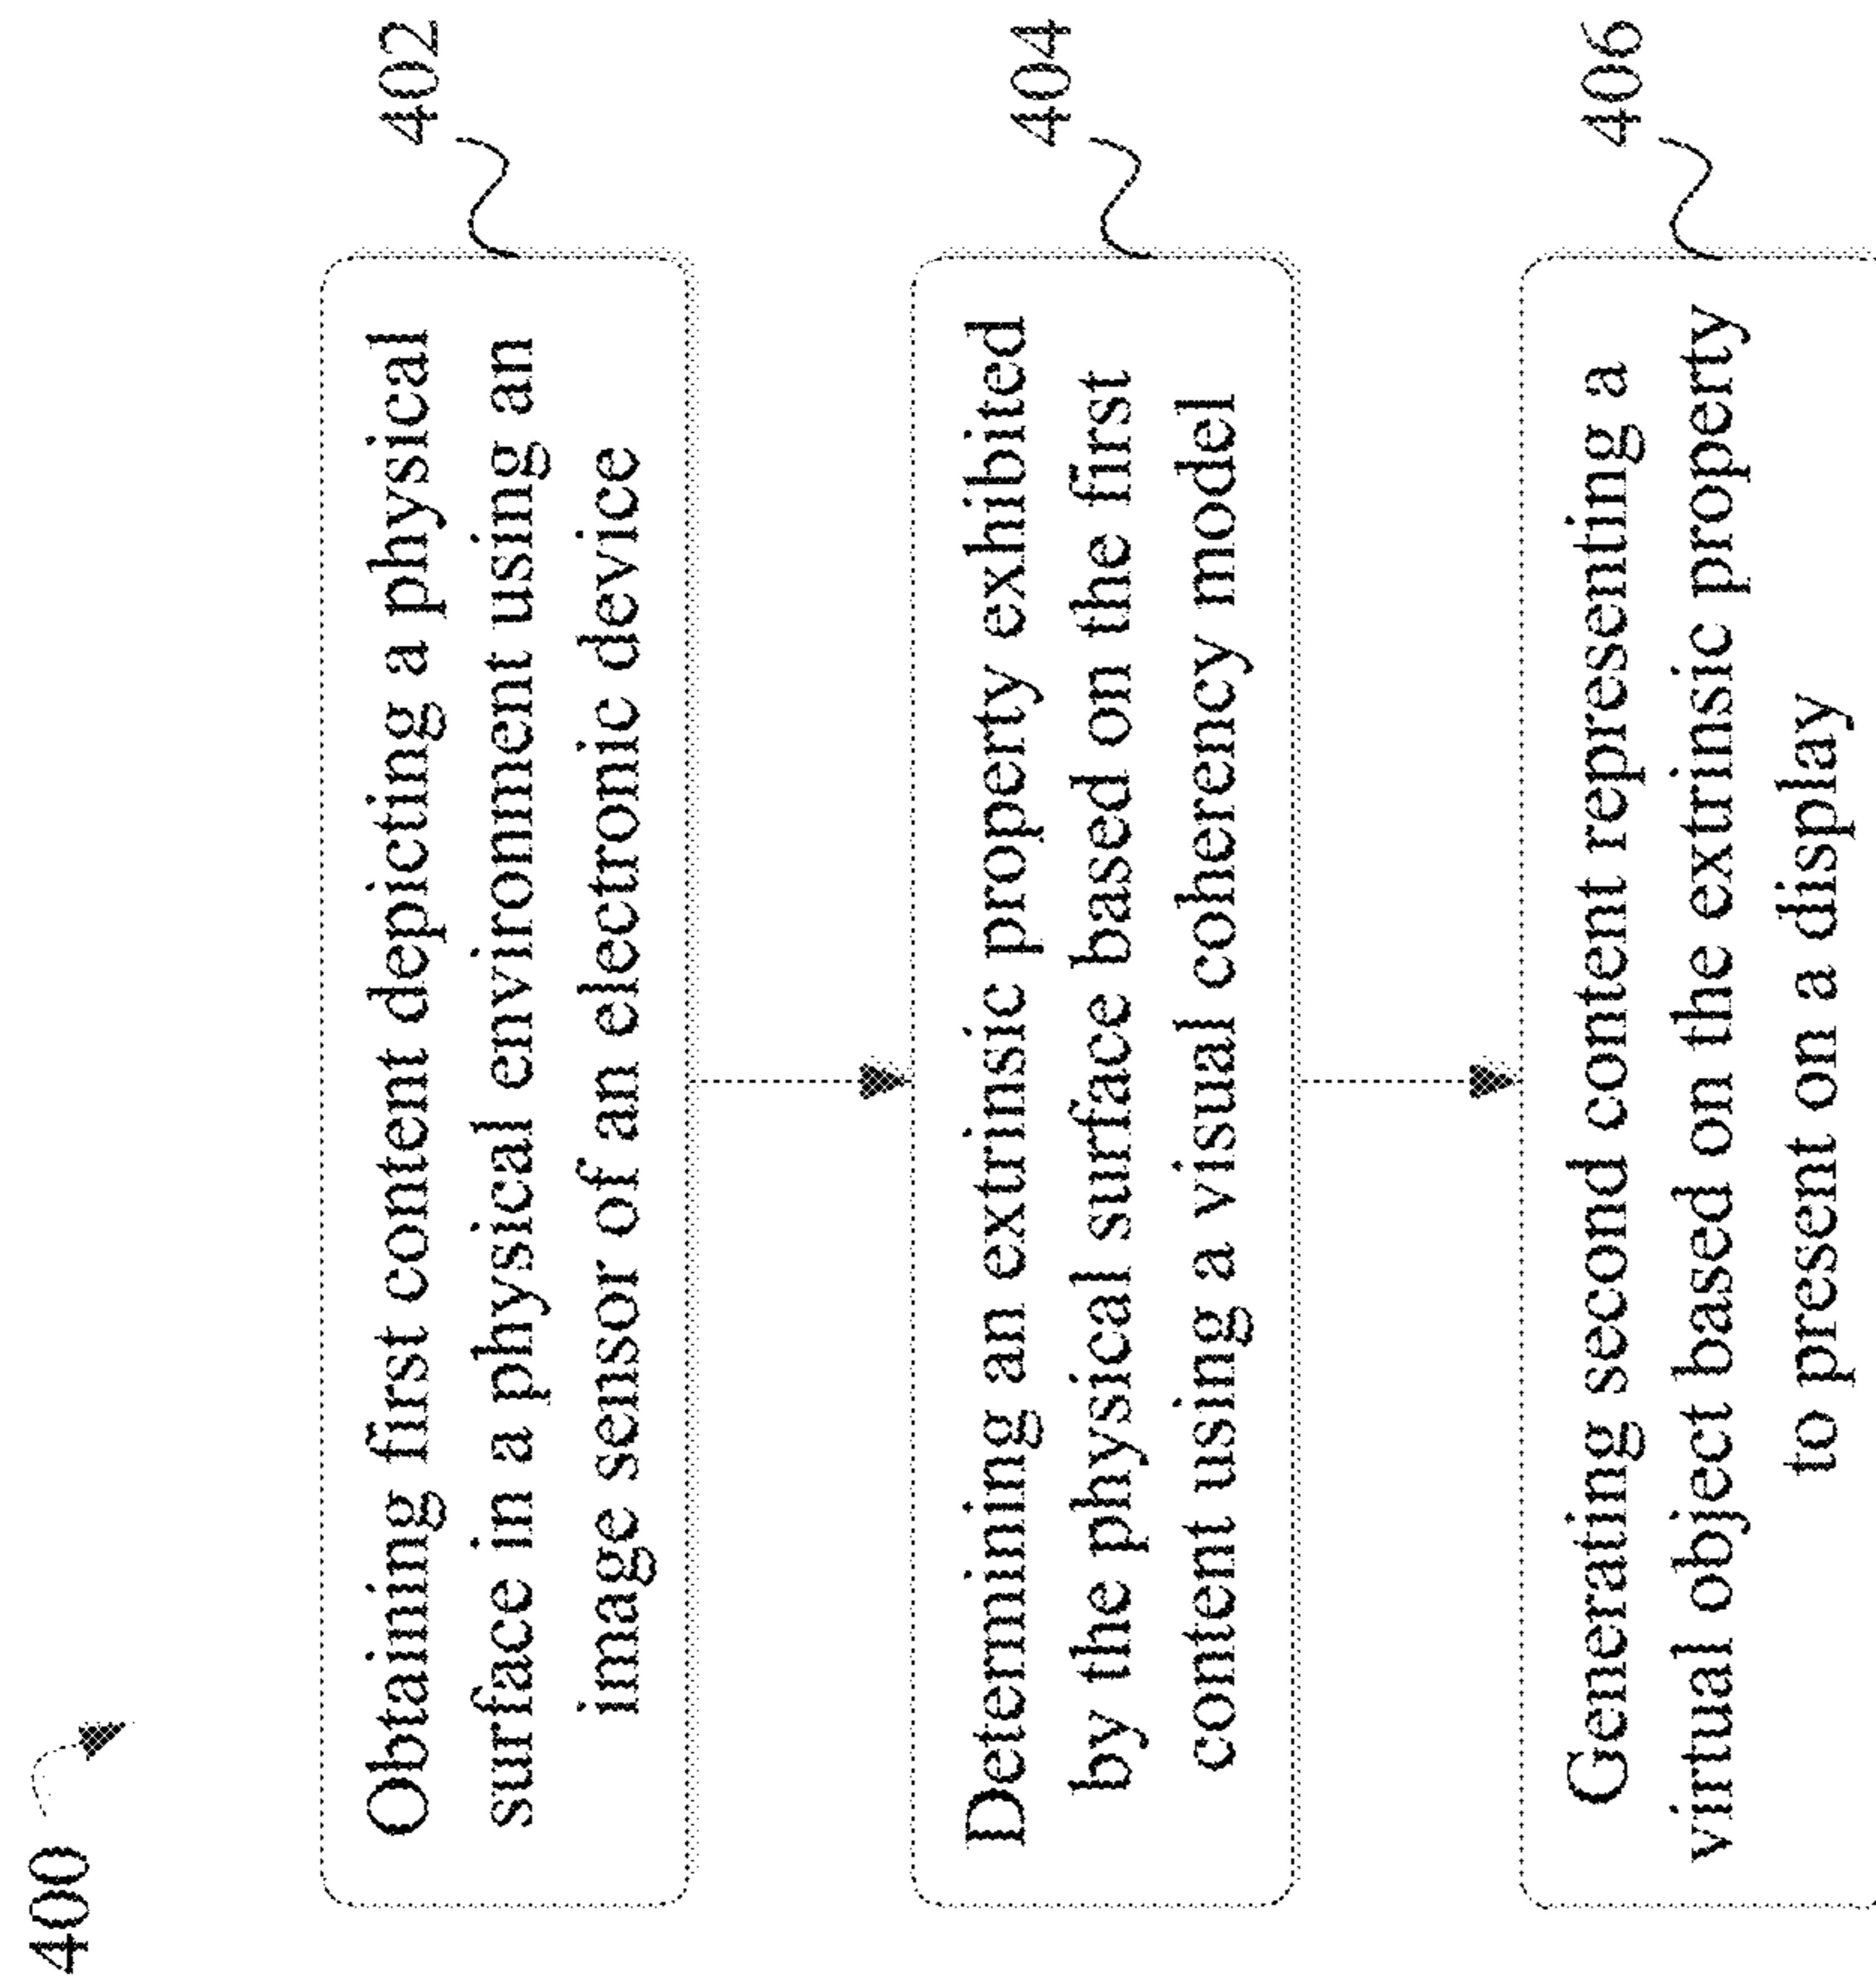 400
Obtaining first content depicting a physical
surface in a physical environment using an
image sensor of an electronic device
402
Determining an extrinsic property exhibited
by the physical surface based on the first
content using a visual coherency model
404
Generating second content representing a
virtual object based on the extrinsic property
to present on a display
406